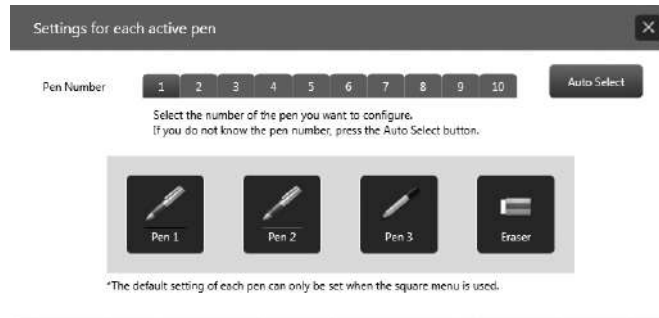 Settings for each active pen
Pen Number 1 2 3 4 5 6 7 8 9 10 Auto Select
Select the number of the pen you want to configure.
If you do not know the pen number, press the Auto Select button.
Pen 1 Pen 2 Pen 3 Eraser
*The default setting of each pen can only be set when the square menu is used.